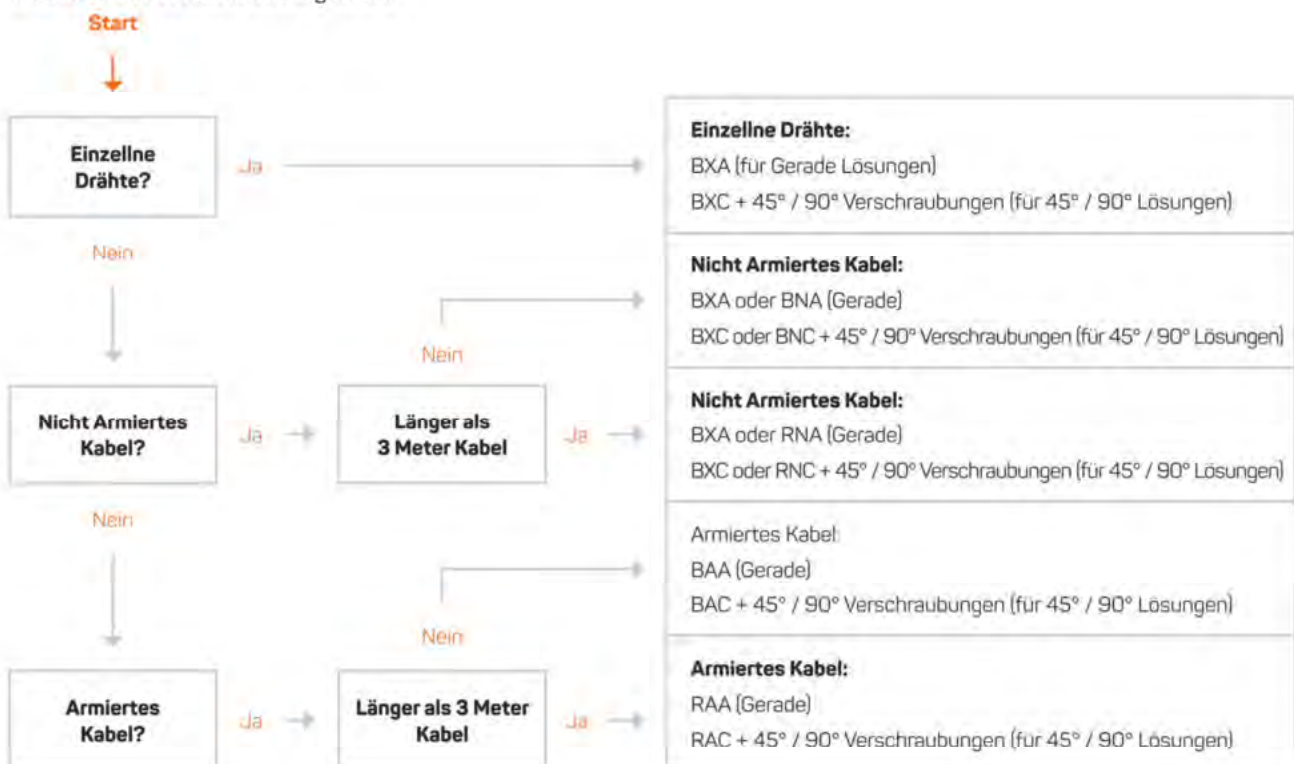 Start
Einzellne
Drähte?
Ja
Einzellne Drähte:
BXA (für Gerade Lösungen)
BXC + 45° / 90° Verschraubungen (für 45° / 90° Lösungen)
Nein
Nicht Armiertes Kabel:
BXA oder BNA (Gerade)
BXC oder BNC + 45° / 90° Verschraubungen (für 45° / 90° Lösungen)
Nein
Nicht Armiertes
Kabel?
Ja
Länger als
3 Meter Kabel
Ja
Nicht Armiertes Kabel:
BXA oder RNA (Gerade)
BXC oder RNC + 45° / 90° Verschraubungen (für 45° / 90° Lösungen)
Nein
Armiertes Kabel:
BAA (Gerade)
BAC + 45° / 90° Verschraubungen (für 45° / 90° Lösungen)
Nein
Armiertes
Kabel?
Ja
Länger als 3 Meter
Kabel
Ja
Armiertes Kabel:
RAA (Gerade)
RAC + 45° / 90° Verschraubungen (für 45° / 90° Lösungen)